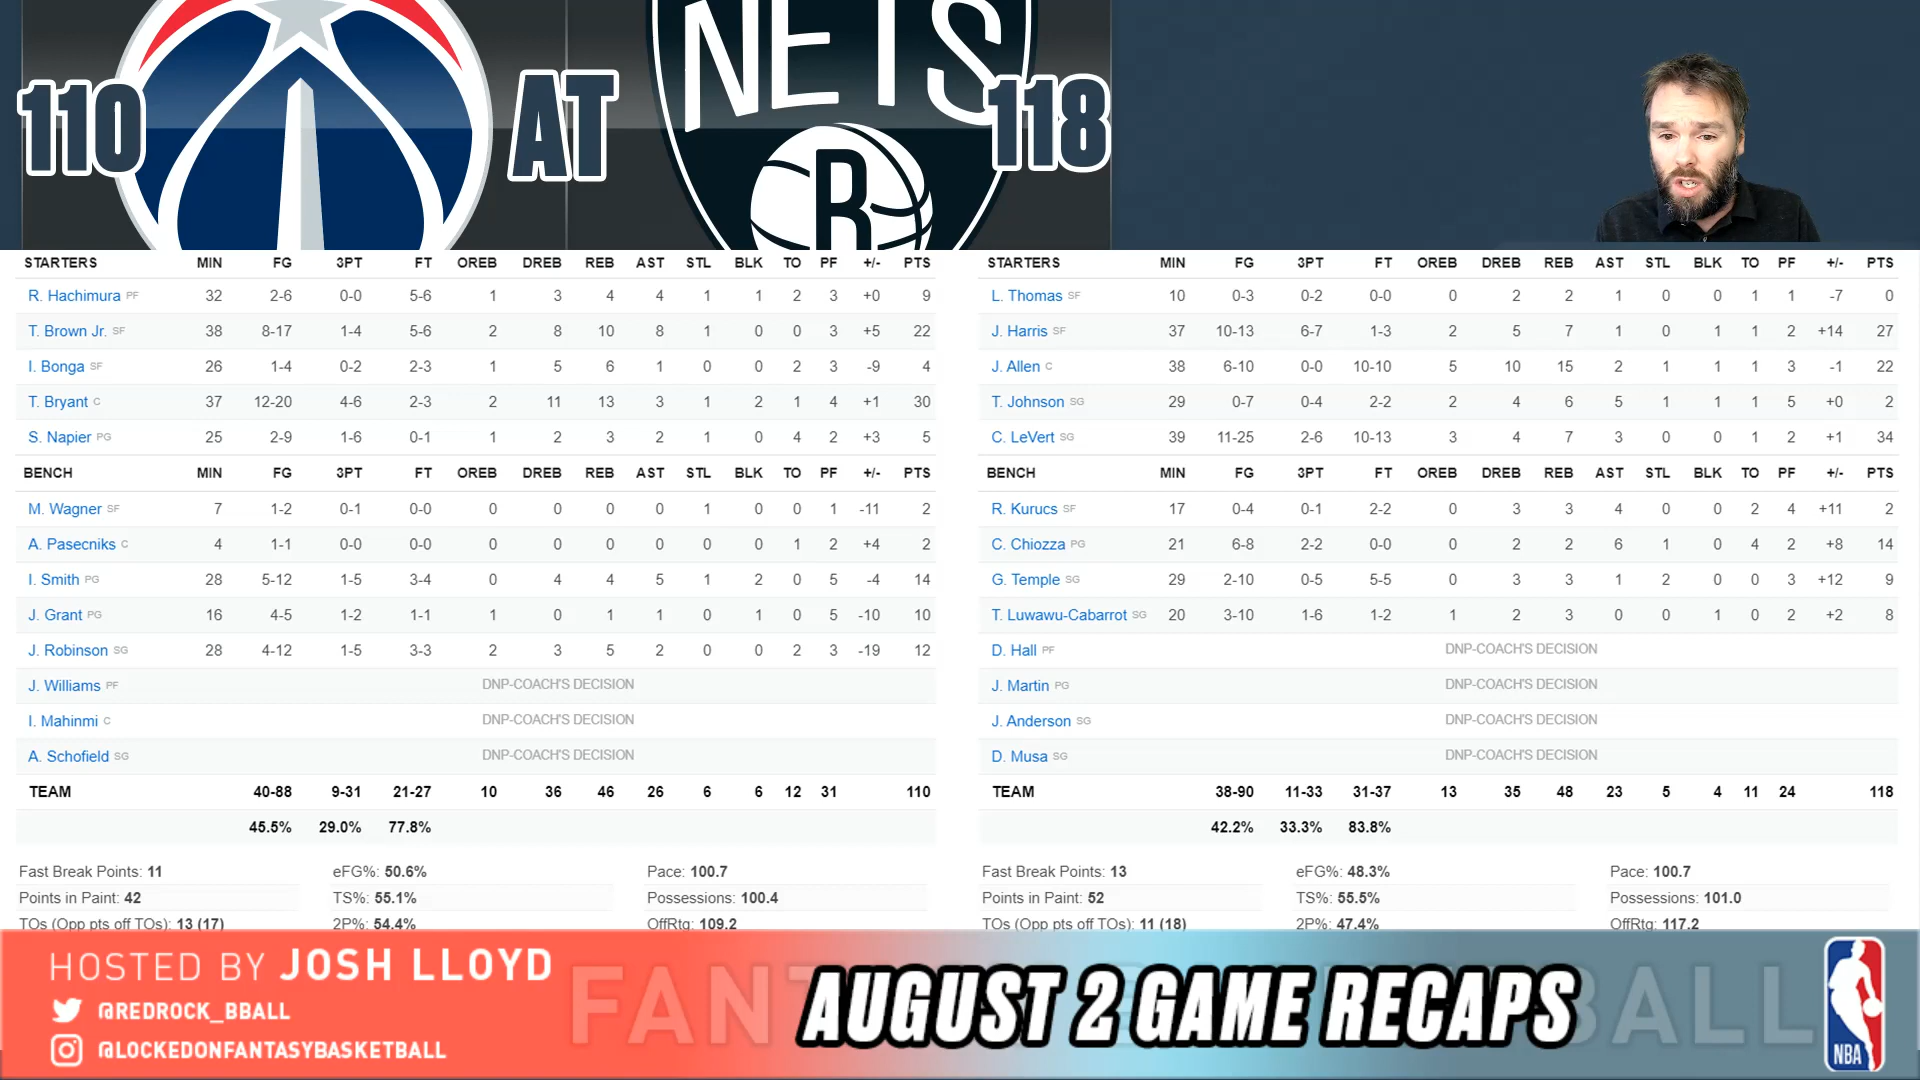 110 AT NETS 118
B
STARTERS MIN FG 3PT FT OREB DREB REB AST STL BLK TO PF +/- PTS
R. Hachimura PF 32 2-6 0-0 5-6 1 3 4 4 1 1 2 3 +0 9
T. Brown Jr. SF 38 8-17 1-4 5-6 2 8 10 8 1 0 0 3 +5 22
I. Bonga SF 26 1-4 0-2 2-3 1 5 6 1 0 0 2 3 -9 4
T. Bryant C 37 12-20 4-6 2-3 2 11 13 3 1 2 1 4 +1 30
S. Napier PG 25 2-9 1-6 0-1 1 2 3 2 1 0 4 2 +3 5
BENCH MIN FG 3PT FT OREB DREB REB AST STL BLK TO PF +/- PTS
M. Wagner SF 7 1-2 0-1 0-0 0 0 0 0 1 0 0 1 -11 2
A. Pasecniks C 4 1-1 0-0 0-0 0 0 0 0 0 0 1 2 +4 2
I. Smith PG 28 5-12 1-5 3-4 0 4 4 5 1 2 0 5 -4 14
J. Grant PG 16 4-5 1-2 1-1 1 0 1 1 0 1 0 5 -10 10
J. Robinson SG 28 4-12 1-5 3-3 2 3 5 2 0 0 2 3 -19 12
J. Williams PF DNP-COACH'S DECISION
I. Mahinmi C DNP-COACH'S DECISION
A. Schofield SG DNP-COACH'S DECISION
TEAM 40-88 9-31 21-27 10 36 46 26 6 6 12 31 110
45.5% 29.0% 77.8%
Fast Break Points: 11 eFG%: 50.6% Pace: 100.7
Points in Paint: 42 TS%: 55.1% Possessions: 100.4
TOs (Opp pts off TOs): 13 (17) 2P%: 54.4% OffRtg: 109.2
STARTERS MIN FG 3PT FT OREB DREB REB AST STL BLK TO PF +/- PTS
L. Thomas SF 10 0-3 0-2 0-0 0 2 2 1 0 0 1 1 -7 0
J. Harris SF 37 10-13 6-7 1-3 2 5 7 1 0 1 1 2 +14 27
J. Allen C 38 6-10 0-0 10-10 5 10 15 2 1 1 1 3 -1 22
T. Johnson SG 29 0-7 0-4 2-2 2 4 6 5 1 1 1 5 +0 2
C. LeVert SG 39 11-25 2-6 10-13 3 4 7 3 0 0 1 2 +1 34
BENCH MIN FG 3PT FT OREB DREB REB AST STL BLK TO PF +/- PTS
R. Kurucs SF 17 0-4 0-1 2-2 0 3 3 4 0 0 2 4 +11 2
C. Chiozza PG 21 6-8 2-2 0-0 0 2 2 6 1 0 4 2 +8 14
G. Temple SG 29 2-10 0-5 5-5 0 3 3 1 2 0 0 3 +12 9
T. Luwawu-Cabarrot SG 20 3-10 1-6 1-2 1 2 3 0 0 1 0 2 +2 8
D. Hall PF DNP-COACH'S DECISION
J. Martin PG DNP-COACH'S DECISION
J. Anderson SG DNP-COACH'S DECISION
D. Musa SG DNP-COACH'S DECISION
TEAM 38-90 11-33 31-37 13 35 48 23 5 4 11 24 118
42.2% 33.3% 83.8%
Fast Break Points: 13 eFG%: 48.3% Pace: 100.7
Points in Paint: 52 TS%: 55.5% Possessions: 101.0
TOs (Opp pts off TOs): 11 (18) 2P%: 47.4% OffRtg: 117.2
HOSTED BY JOSH LLOYD
@REDROCK_BBALL
@LOCKEDONFANTASYBASKETBALL
AUGUST 2 GAME RECAPS
NBA